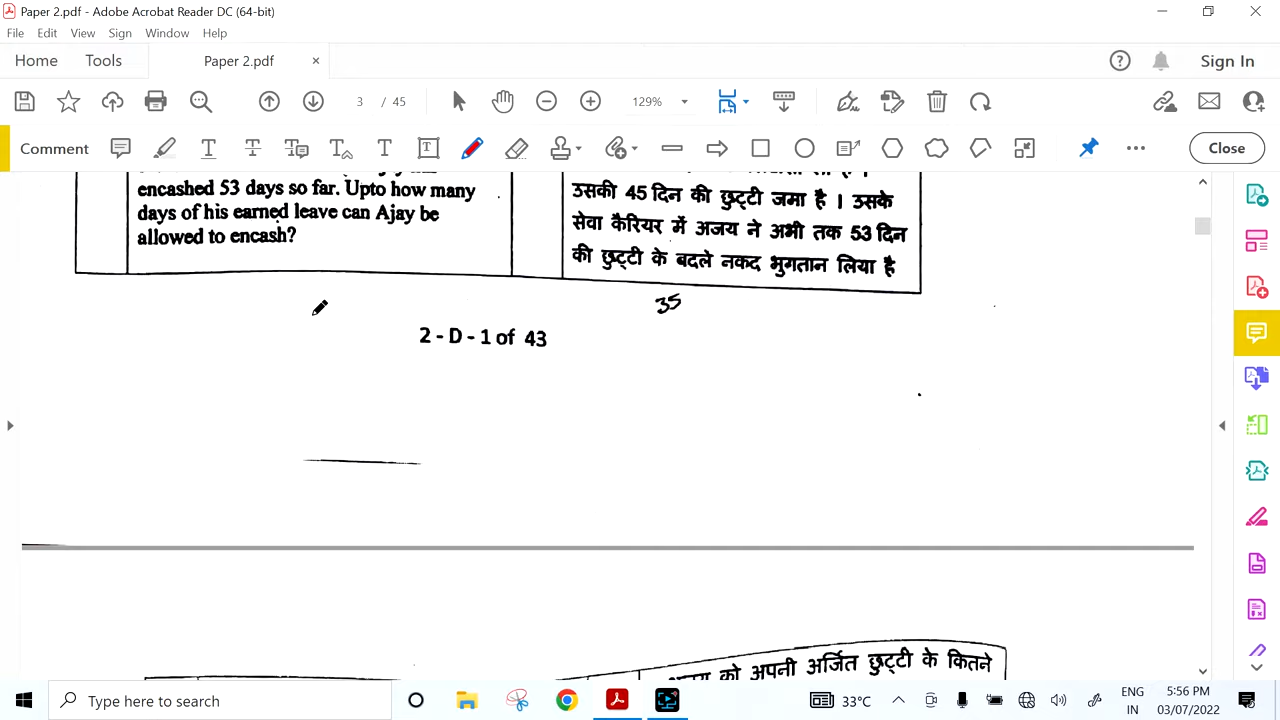 Paper 2.pdf - Adobe Acrobat Reader DC (64-bit)
File Edit View Sign Window Help
Home Tools Paper 2.pdf × Sign In
3 / 45 129%
Comment Close
encashed 53 days so far. Upto how many
days of his earned leave can Ajay be
allowed to encash?
उसकी 45 दिन की छुट्टी जमा है । उसके
सेवा कैरियर में अजय ने अभी तक 53 दिन
की छुट्टी के बदले नकद भुगतान लिया है
35
2 - D - 1 of 43
को अपनी अर्जित छुट्टी के कितने
Type here to search
33°C
ENG
IN
5:56 PM
03/07/2022